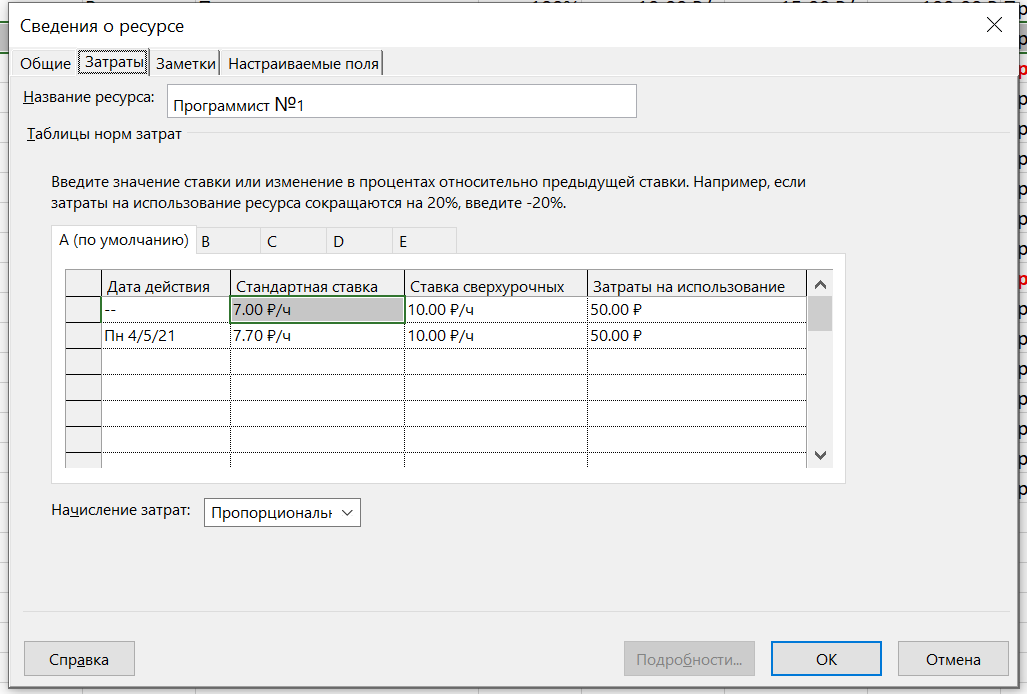 Сведения о ресурсе
Общие Затраты Заметки Настраиваемые поля
Название ресурса: Программист №1
Таблицы норм затрат
Введите значение ставки или изменение в процентах относительно предыдущей ставки. Например, если
затраты на использование ресурса сокращаются на 20%, введите -20%.
A (по умолчанию) B C D E
Дата действия Стандартная ставка Ставка сверхурочных Затраты на использование
-- 7.00 ₽/ч 10.00 ₽/ч 50.00 ₽
Пн 4/5/21 7.70 ₽/ч 10.00 ₽/ч 50.00 ₽
Начисление затрат: Пропорциональн
Справка Подробности... ОК Отмена